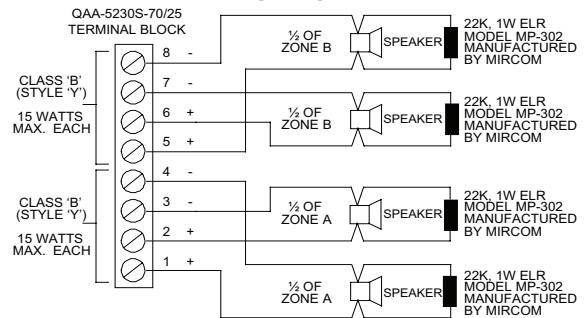 QAA-5230S-70/25
TERMINAL BLOCK
8 -
7 -
6 +
5 +
4 -
3 -
2 +
1 +
CLASS 'B'
(STYLE 'Y')
15 WATTS
MAX. EACH
CLASS 'B'
(STYLE 'Y')
15 WATTS
MAX. EACH
½ OF
ZONE B
SPEAKER
22K, 1W ELR
MODEL MP-302
MANUFACTURED
BY MIRCOM
½ OF
ZONE B
SPEAKER
22K, 1W ELR
MODEL MP-302
MANUFACTURED
BY MIRCOM
½ OF
ZONE A
SPEAKER
22K, 1W ELR
MODEL MP-302
MANUFACTURED
BY MIRCOM
½ OF
ZONE A
SPEAKER
22K, 1W ELR
MODEL MP-302
MANUFACTURED
BY MIRCOM